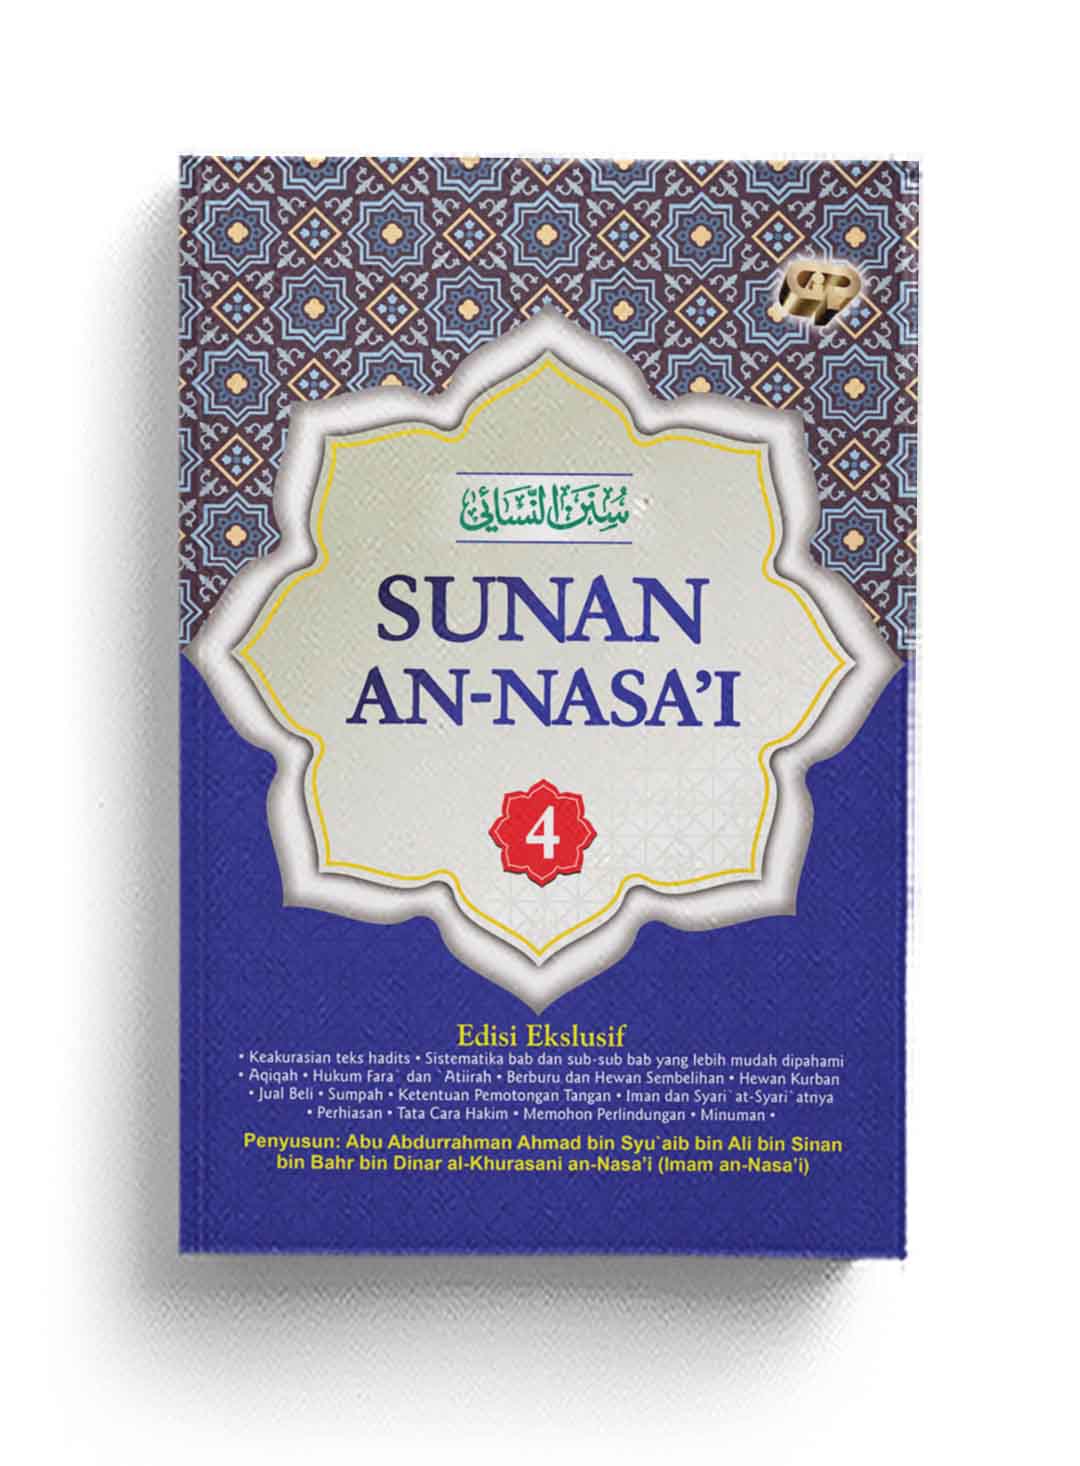 سُنَنُ النَّسَائِي
SUNAN
AN-NASA'I
4
Edisi Ekslusif
• Keakurasian teks hadits • Sistematika bab dan sub-sub bab yang lebih mudah dipahami
• Aqiqah • Hukum Fara` dan `Atiirah • Berburu dan Hewan Sembelihan • Hewan Kurban
• Jual Beli • Sumpah • Ketentuan Pemotongan Tangan • Iman dan Syari`at-Syari`atnya
• Perhiasan • Tata Cara Hakim • Memohon Perlindungan • Minuman •
Penyusun: Abu Abdurrahman Ahmad bin Syu`aib bin Ali bin Sinan
bin Bahr bin Dinar al-Khurasani an-Nasa'i (Imam an-Nasa'i)